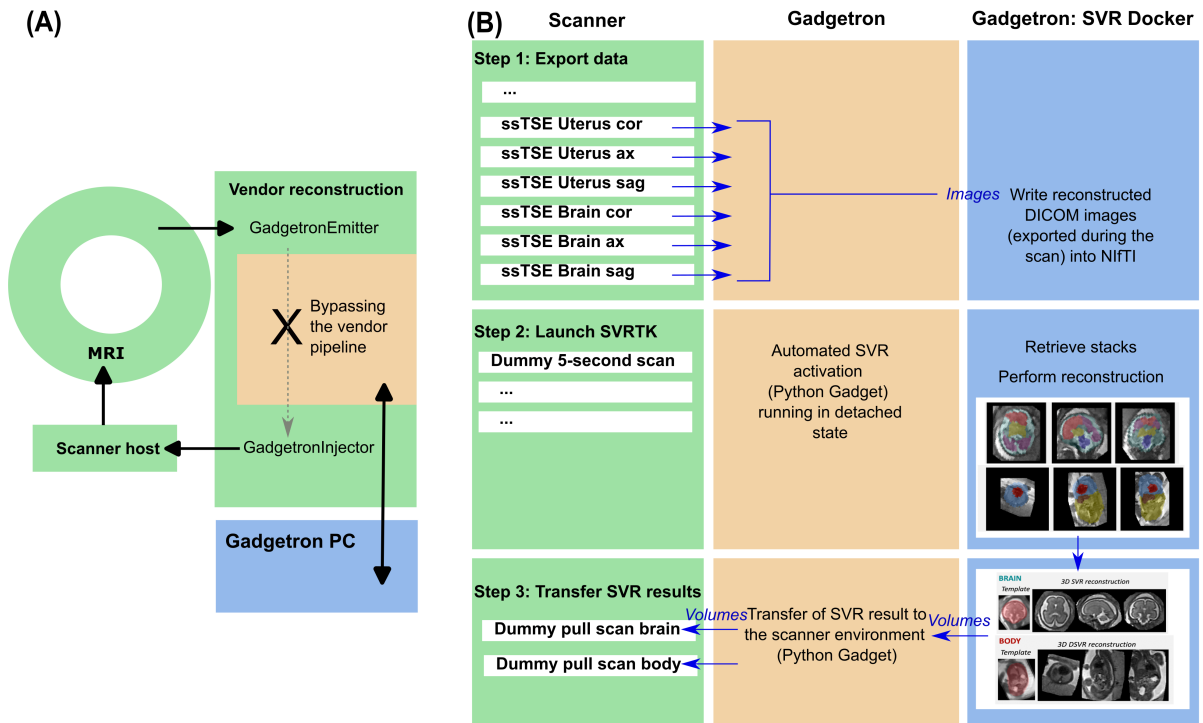 (A)
MRI
Scanner host
Vendor reconstruction
GadgetronEmitter
Bypassing
the vendor
pipeline
X
GadgetronInjector
Gadgetron PC
(B)
Scanner
Gadgetron
Gadgetron: SVR Docker
Step 1: Export data
...
ssTSE Uterus cor
ssTSE Uterus ax
ssTSE Uterus sag
ssTSE Brain cor
ssTSE Brain ax
ssTSE Brain sag
Images
Write reconstructed
DICOM images
(exported during the
scan) into NIfTI
Step 2: Launch SVRTK
Dummy 5-second scan
...
...
Automated SVR
activation
(Python Gadget)
running in detached
state
Retrieve stacks
Perform reconstruction
Step 3: Transfer SVR results
Dummy pull scan brain
Dummy pull scan body
Volumes
Transfer of SVR result to
the scanner environment
(Python Gadget)
Volumes
BRAIN
Template
3D SVR reconstruction
BODY
Template
3D DSVR reconstruction